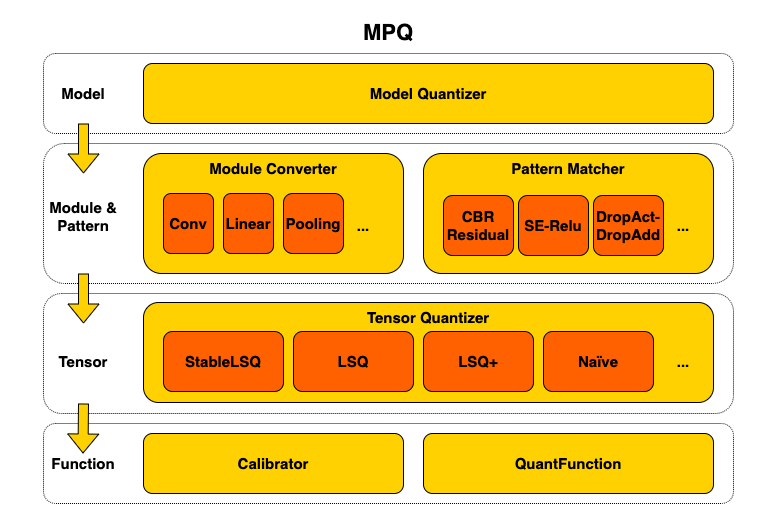 MPQ
Model
Model Quantizer
Module &
Pattern
Module Converter
Conv
Linear
Pooling
...
Pattern Matcher
CBR
Residual
SE-Relu
DropAct-
DropAdd
...
Tensor
Tensor Quantizer
StableLSQ
LSQ
LSQ+
Naïve
...
Function
Calibrator
QuantFunction